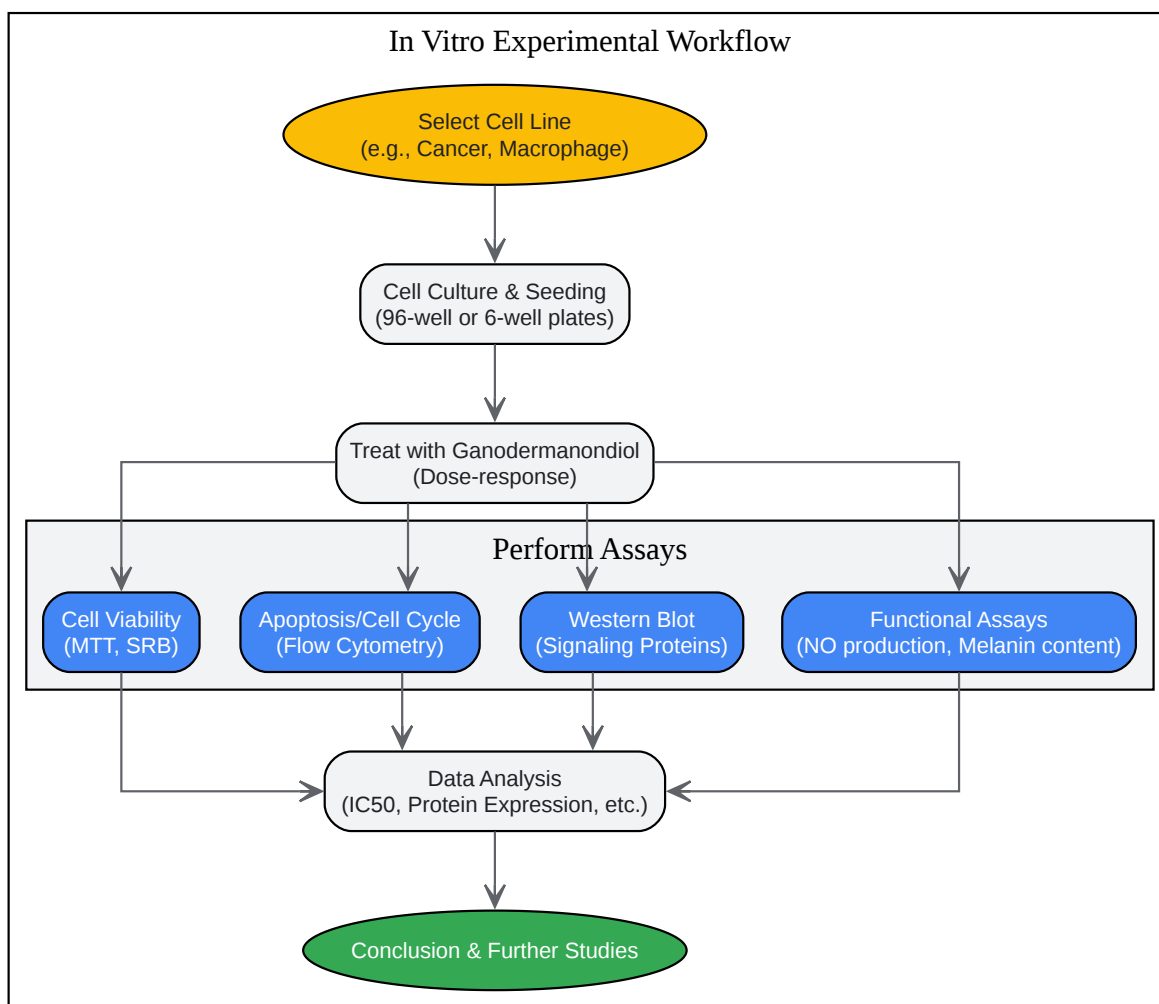 In Vitro Experimental Workflow
Select Cell Line
(e.g., Cancer, Macrophage)
Cell Culture & Seeding
(96-well or 6-well plates)
Treat with Ganodermanondiol
(Dose-response)
Perform Assays
Cell Viability
(MTT, SRB)
Apoptosis/Cell Cycle
(Flow Cytometry)
Western Blot
(Signaling Proteins)
Functional Assays
(NO production, Melanin content)
Data Analysis
(IC50, Protein Expression, etc.)
Conclusion & Further Studies